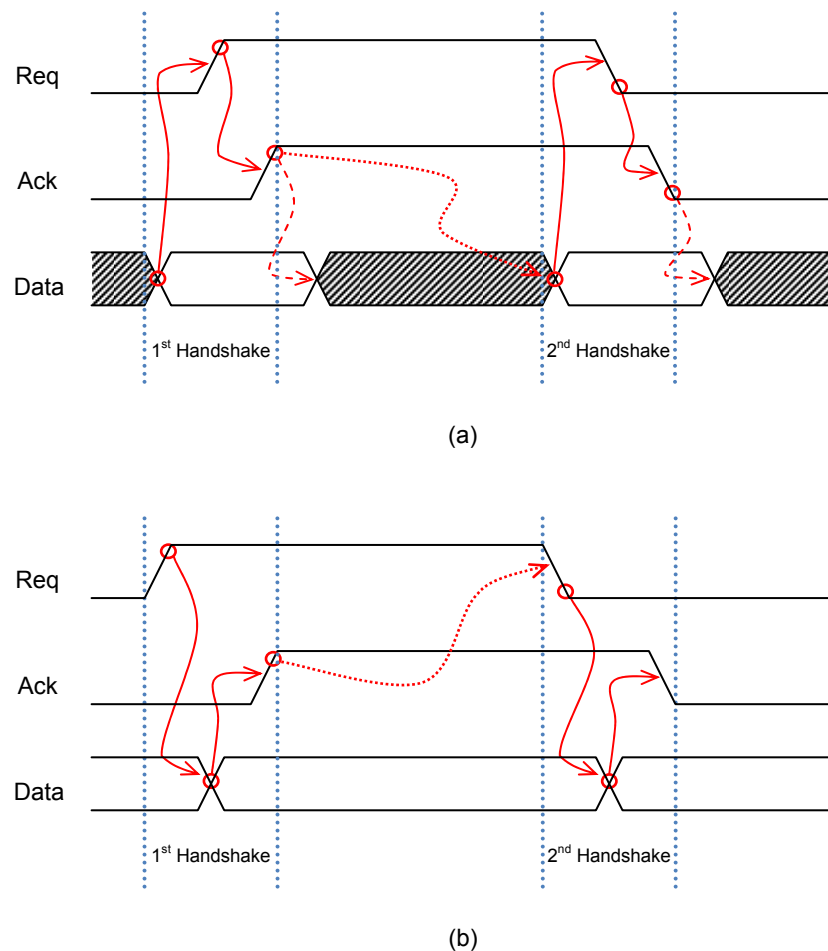 Req
Ack
Data
1st Handshake 2nd Handshake
(a)
Req
Ack
Data
1st Handshake 2nd Handshake
(b)